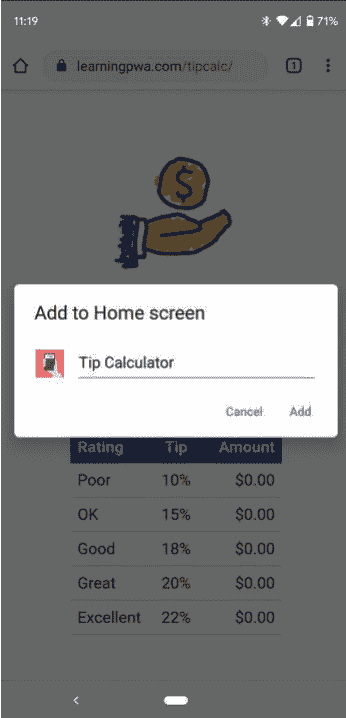 11:19 71%
learningpwa.com/tipcalc/ 1
$
Add to Home screen
Tip Calculator
Cancel Add
Rating Tip Amount
Poor 10% $0.00
OK 15% $0.00
Good 18% $0.00
Great 20% $0.00
Excellent 22% $0.00